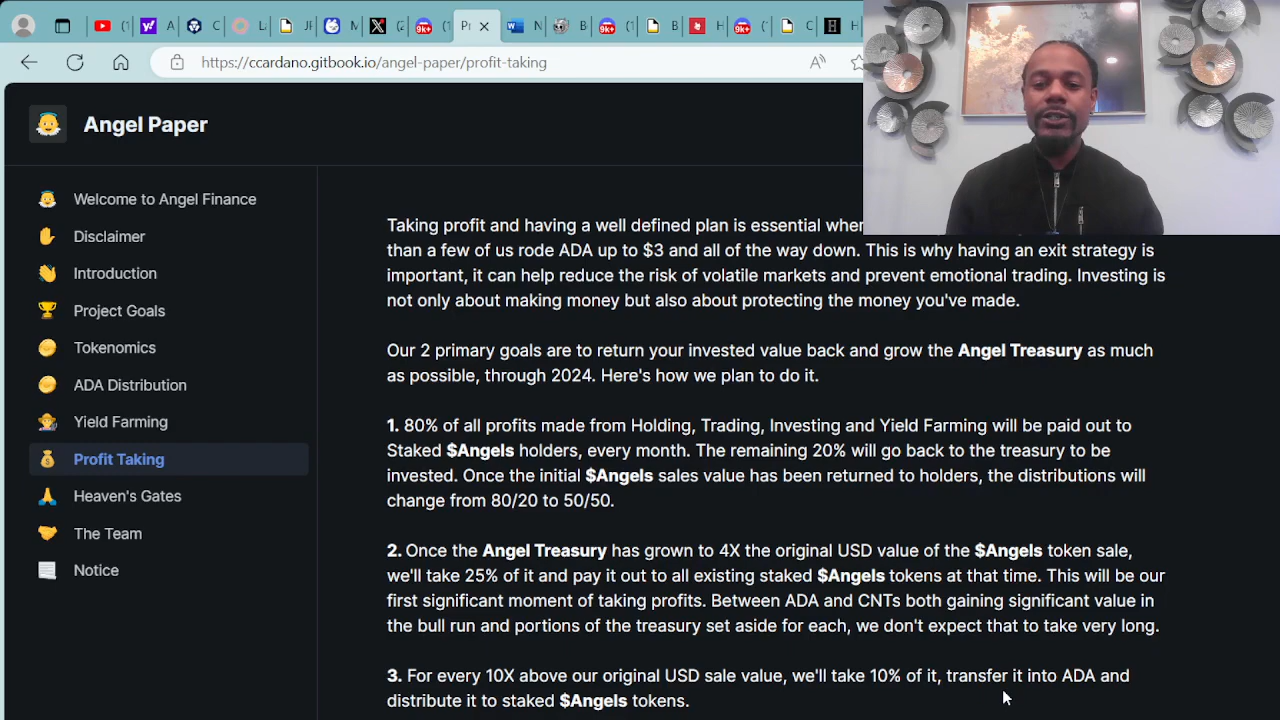 9k+
P
9k+
9k+
https://ccardano.gitbook.io/angel-paper/profit-taking
Angel Paper
Welcome to Angel Finance
Disclaimer
Introduction
Project Goals
Tokenomics
ADA Distribution
Yield Farming
Profit Taking
Heaven's Gates
The Team
Notice
Taking profit and having a well defined plan is essential
than a few of us rode ADA up to $3 and all of the way down. This is why having an exit strategy is
important, it can help reduce the risk of volatile markets and prevent emotional trading. Investing is
not only about making money but also about protecting the money you've made.
Our 2 primary goals are to return your invested value back and grow the Angel Treasury as much
as possible, through 2024. Here's how we plan to do it.
1. 80% of all profits made from Holding, Trading, Investing and Yield Farming will be paid out to
Staked $Angels holders, every month. The remaining 20% will go back to the treasury to be
invested. Once the initial $Angels sales value has been returned to holders, the distributions will
change from 80/20 to 50/50.
2. Once the Angel Treasury has grown to 4X the original USD value of the $Angels token sale,
we'll take 25% of it and pay it out to all existing staked $Angels tokens at that time. This will be our
first significant moment of taking profits. Between ADA and CNTs both gaining significant value in
the bull run and portions of the treasury set aside for each, we don't expect that to take very long.
3. For every 10X above our original USD sale value, we'll take 10% of it, transfer it into ADA and
distribute it to staked $Angels tokens.